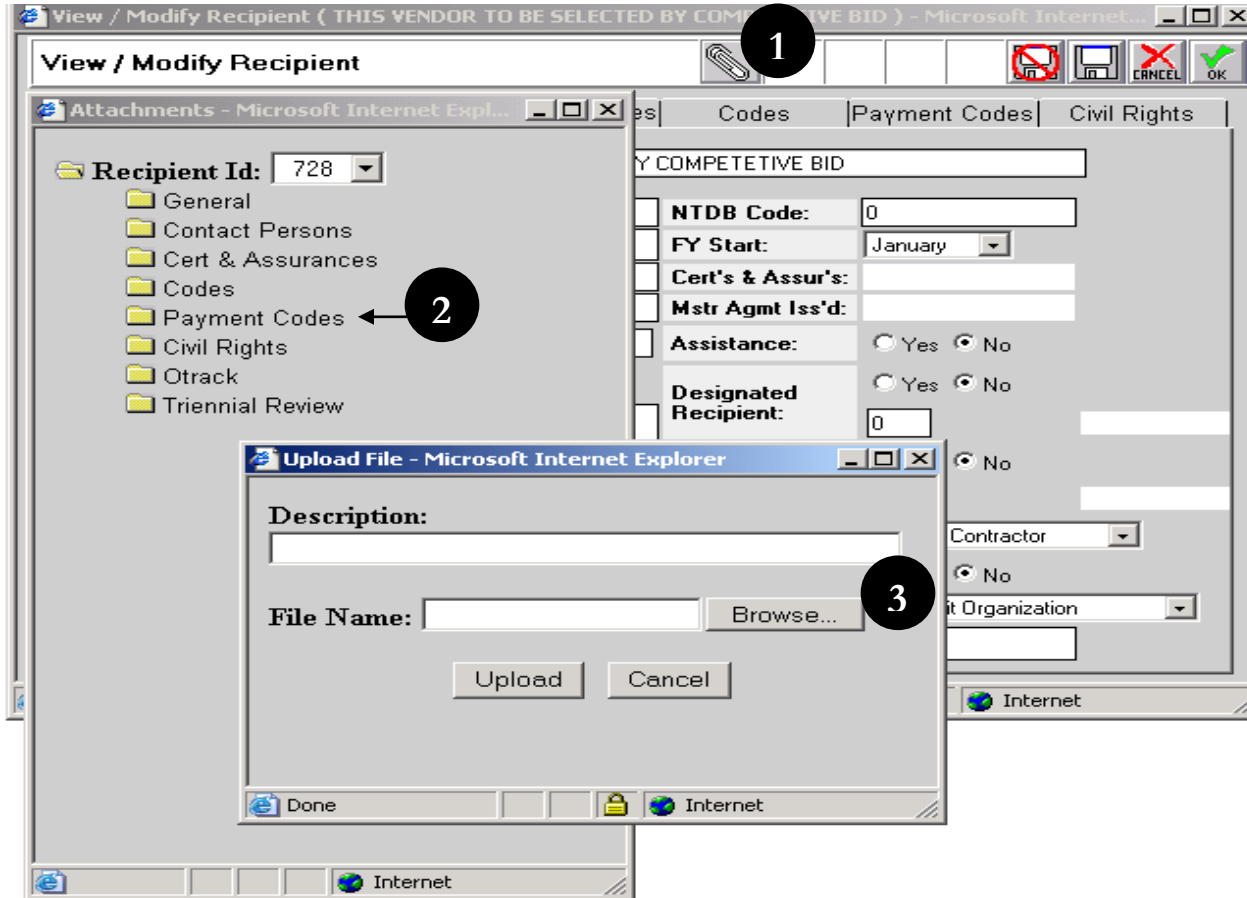 View / Modify Recipient ( THIS VENDOR TO BE SELECTED BY COMPETETIVE BID ) - Microsoft Internet...
1
View / Modify Recipient
CANCEL
OK
Attachments - Microsoft Internet Expl...
Codes
Payment Codes
Civil Rights
Recipient Id: 728
General
Contact Persons
Cert & Assurances
Codes
Payment Codes
2
Civil Rights
Otrack
Triennial Review
Y COMPETETIVE BID
NTDB Code: 0
FY Start: January
Cert's & Assur's:
Mstr Agmt Iss'd:
Assistance: Yes No
Designated Recipient: Yes No
0
No
Contractor
No
it Organization
Internet
Upload File - Microsoft Internet Explorer
Description:
File Name: Browse...
3
Upload Cancel
Done Internet
Internet